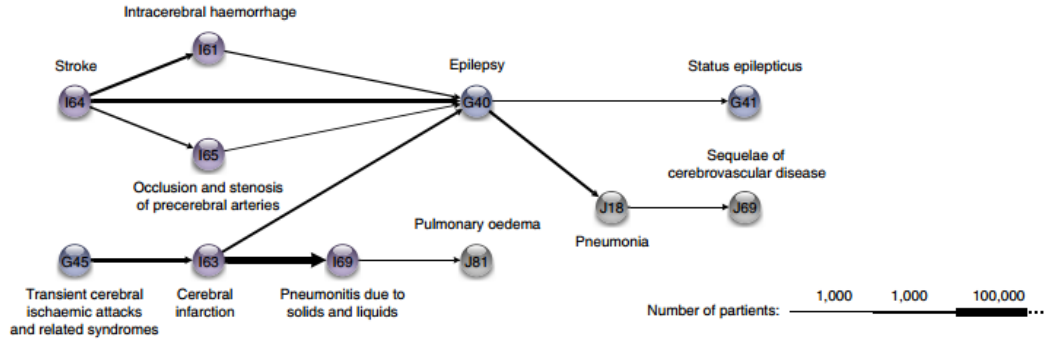 Intracerebral haemorrhage
I61
Stroke
Epilepsy
Status epilepticus
I64
G40
G41
I65
Occlusion and stenosis
of precerebral arteries
Sequelae of
cerebrovascular disease
J18
J69
Pneumonia
Pulmonary oedema
G45
I63
I69
J81
Transient cerebral
ischaemic attacks
and related syndromes
Cerebral
infarction
Pneumonitis due to
solids and liquids
Number of partients:
1,000
1,000
100,000
...